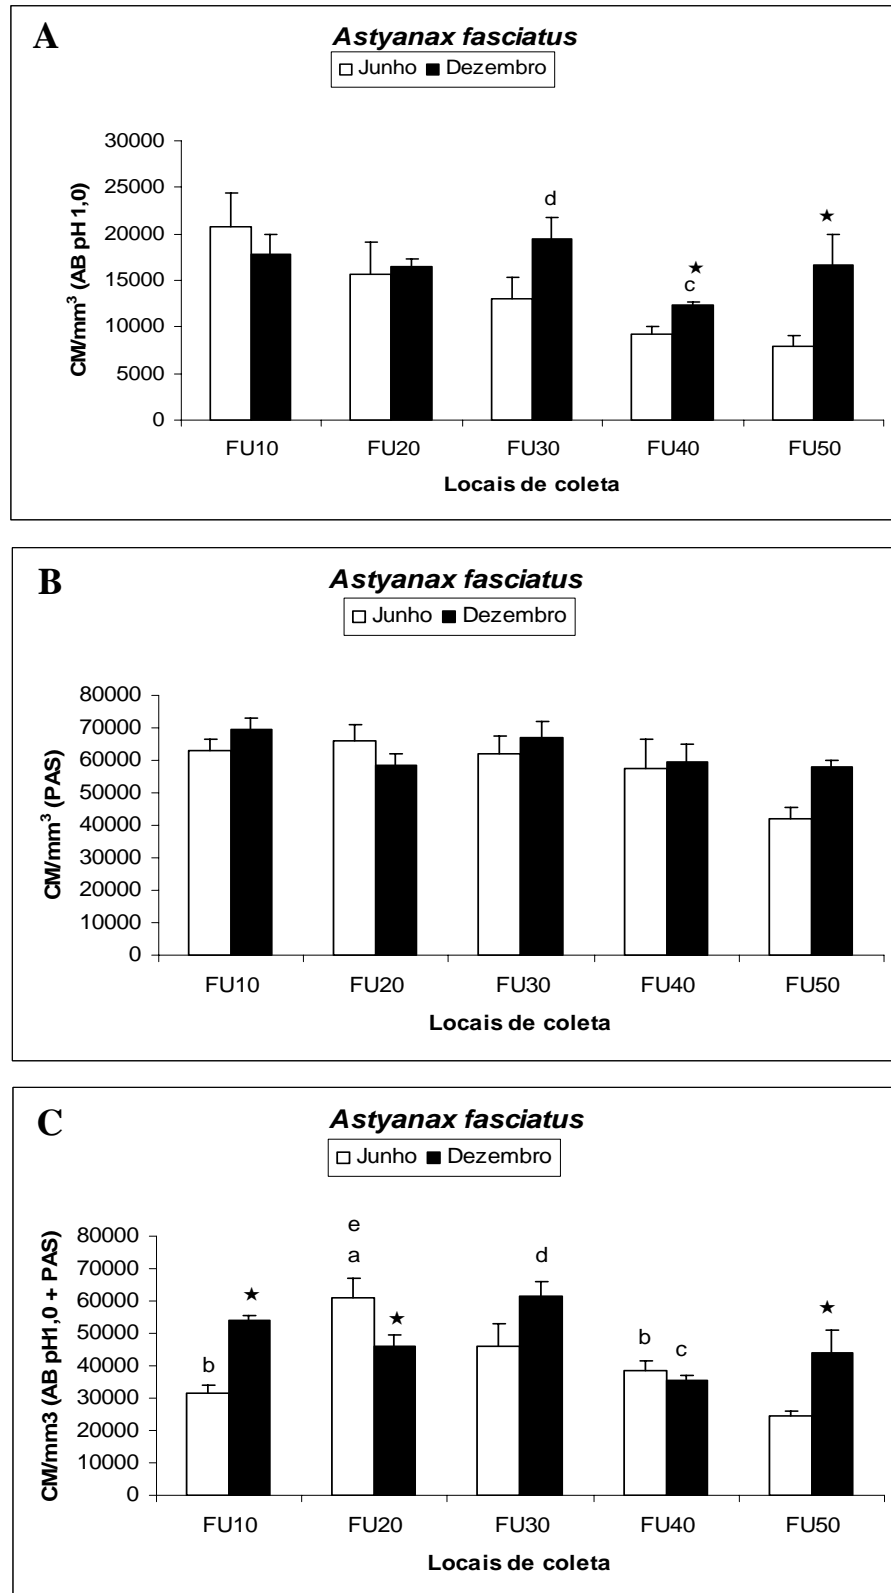 A
Astyanax fasciatus
□ Junho ■ Dezembro
CM/mm³ (AB pH 1,0)
30000
25000
20000
15000
10000
5000
0
d
★
c
★
FU10 FU20 FU30 FU40 FU50
Locais de coleta
B
Astyanax fasciatus
□ Junho ■ Dezembro
CM/mm³ (PAS)
80000
70000
60000
50000
40000
30000
20000
10000
0
FU10 FU20 FU30 FU40 FU50
Locais de coleta
C
Astyanax fasciatus
□ Junho ■ Dezembro
CM/mm3 (AB pH1,0 + PAS)
80000
70000
60000
50000
40000
30000
20000
10000
0
b
★
e
a
★
d
b
c
★
FU10 FU20 FU30 FU40 FU50
Locais de coleta